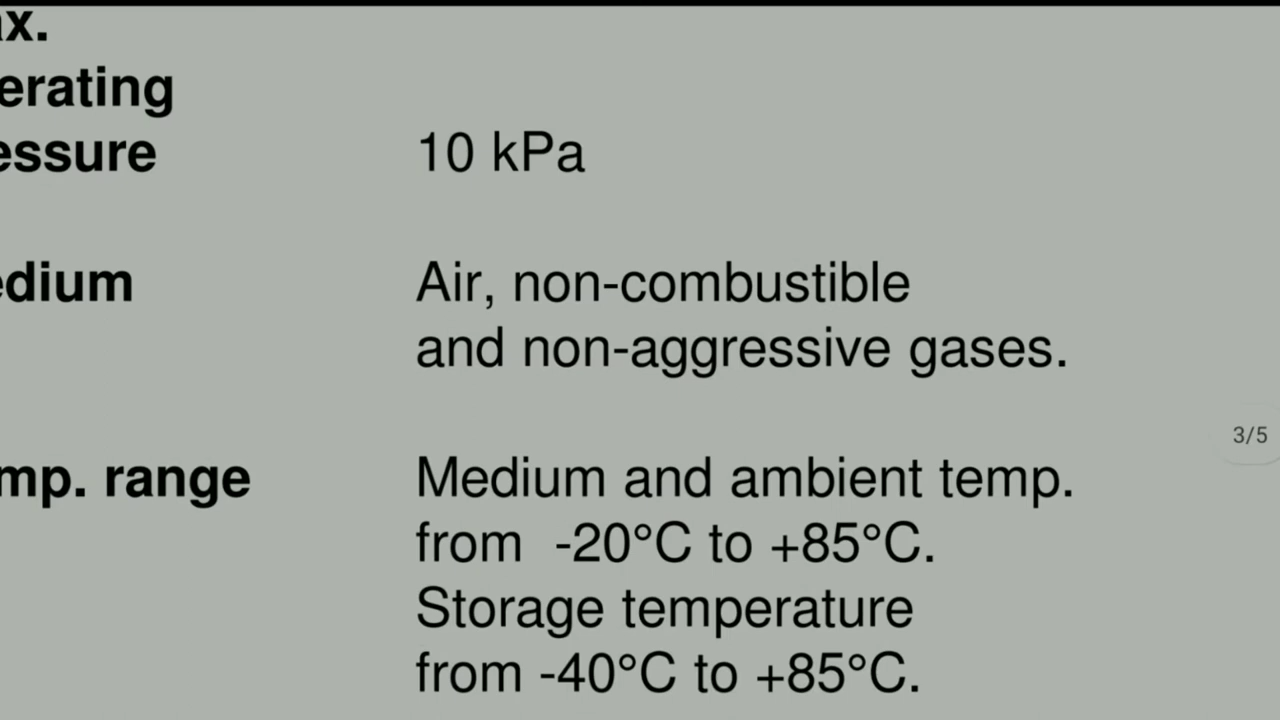 ax.
erating
essure 10 kPa
edium Air, non-combustible
and non-aggressive gases.
3/5
mp. range Medium and ambient temp.
from -20°C to +85°C.
Storage temperature
from -40°C to +85°C.